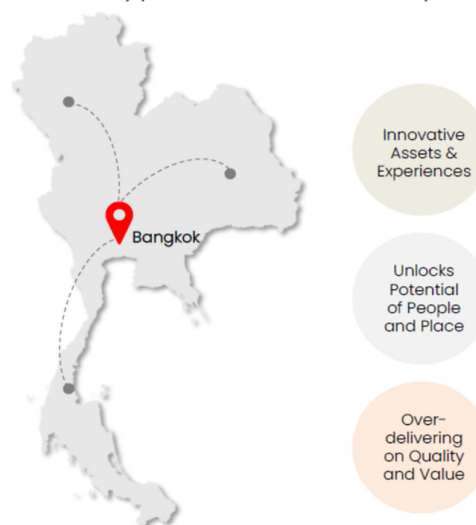 Bangkok
Innovative
Assets &
Experiences
Unlocks
Potential
of People
and Place
Over-
delivering
on Quality
and Value